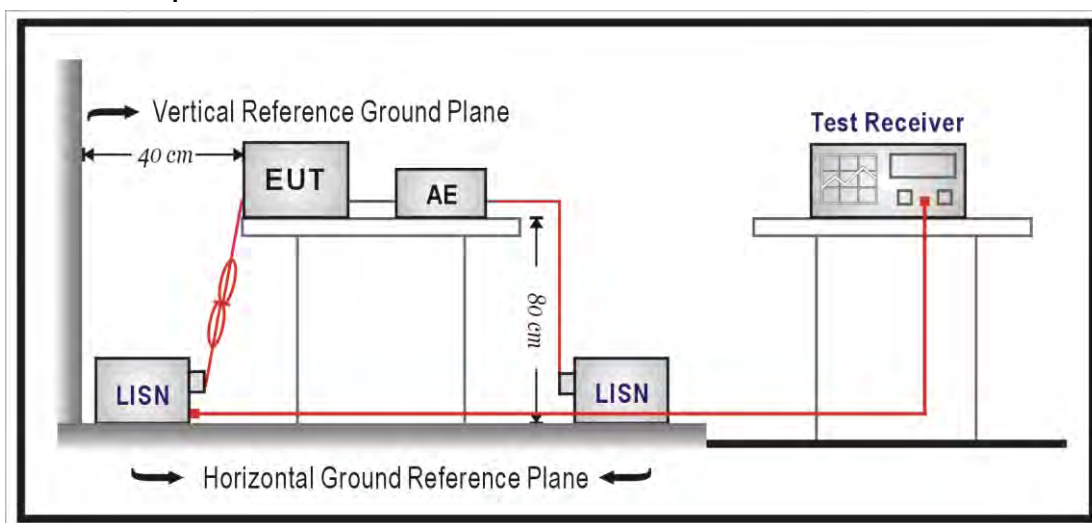 Vertical Reference Ground Plane
Test Receiver
40 cm
EUT
AE
80 cm
LISN
LISN
Horizontal Ground Reference Plane